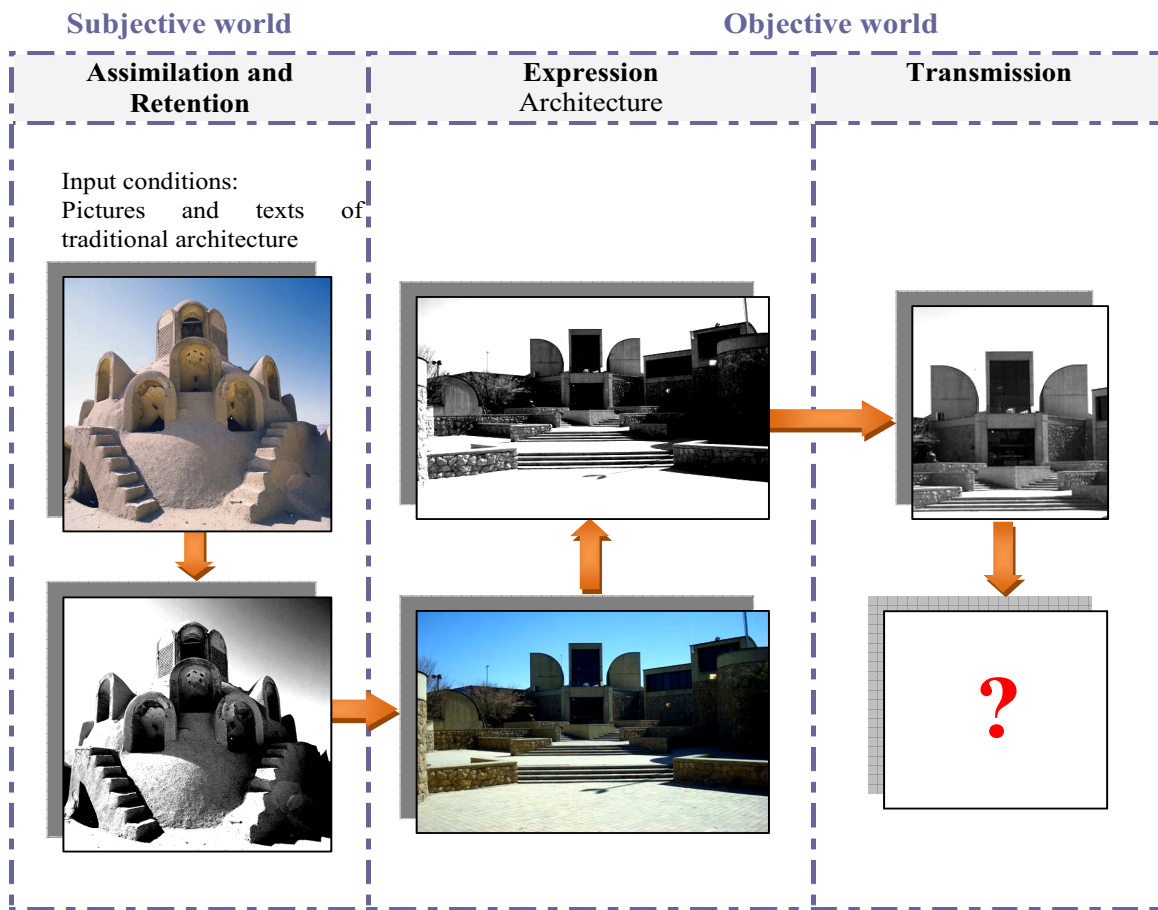 Subjective world
Objective world
Assimilation and
Retention
Expression
Architecture
Transmission
Input conditions:
Pictures and texts of
traditional architecture
?